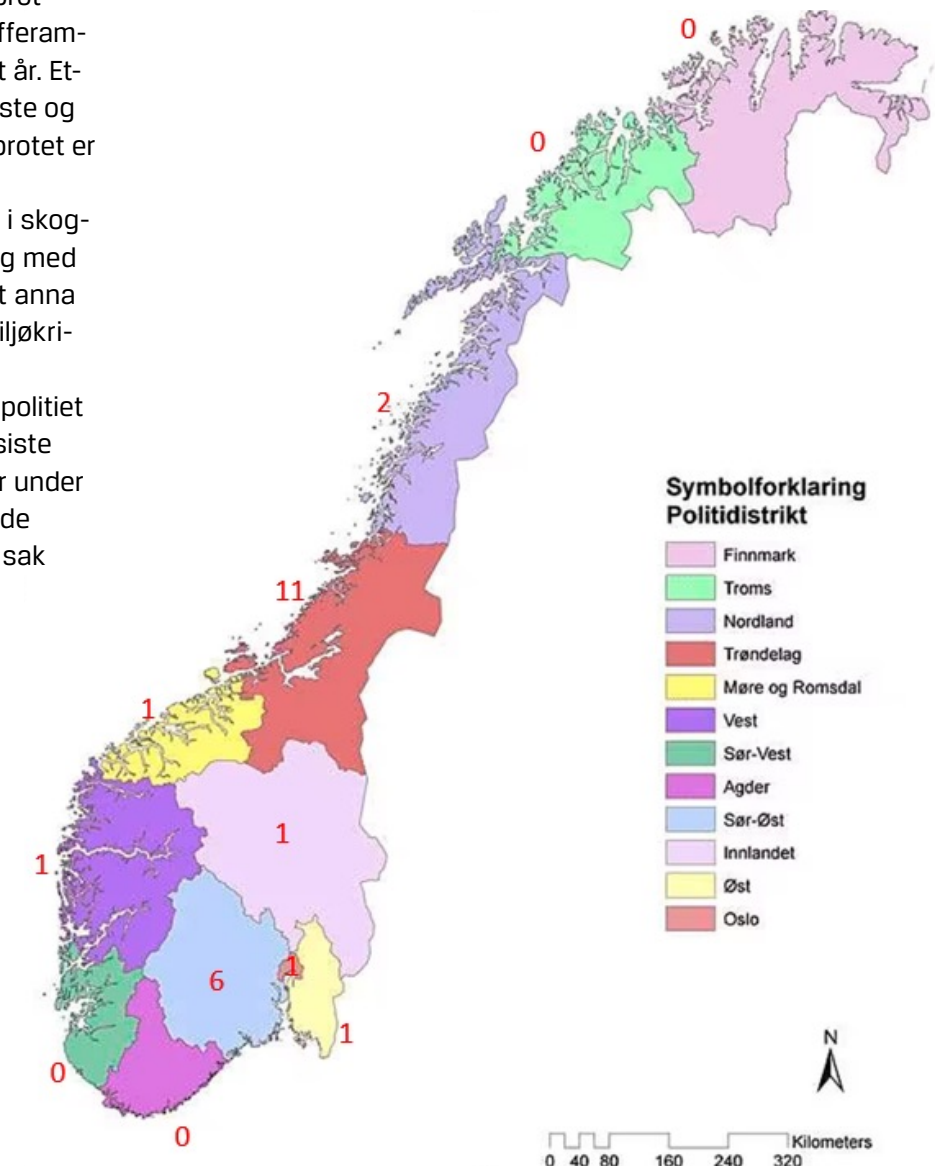 brot
fferam-
t år. Et-
ste og
brotet er
i skog-
g med
t anna
iljøkri-
politiet
siste
r under
de
sak
0
0
2
11
1
1
1
6
1
1
0
0
Symbolforklaring
Politidistrikt
Finnmark
Troms
Nordland
Trøndelag
Møre og Romsdal
Vest
Sør-Vest
Agder
Sør-Øst
Innlandet
Øst
Oslo
N
Kilometers
0 40 80 160 240 320